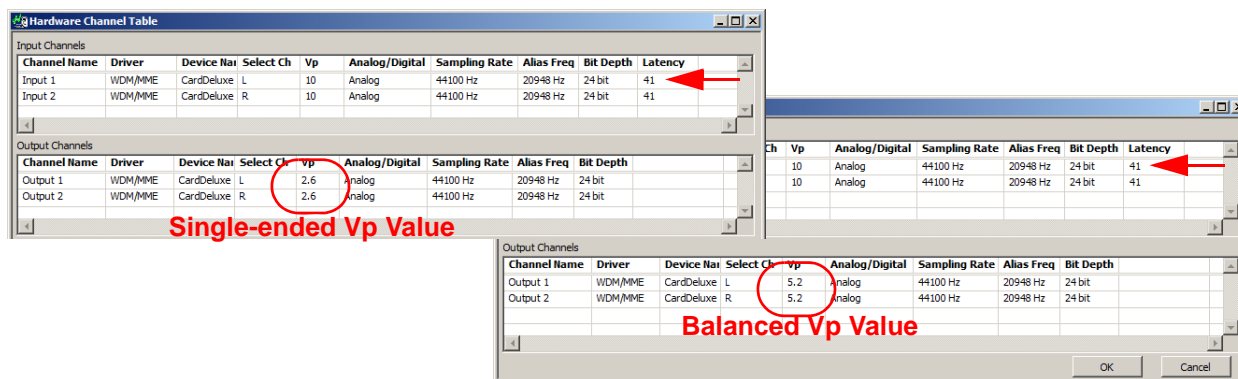 Hardware Channel Table
Input Channels
Channel Name Driver Device Nar Select Ch Vp Analog/Digital Sampling Rate Alias Freq Bit Depth Latency
Input 1 WDM/MME CardDeluxe L 10 Analog 44100 Hz 20948 Hz 24 bit 41
Input 2 WDM/MME CardDeluxe R 10 Analog 44100 Hz 20948 Hz 24 bit 41
Output Channels
Channel Name Driver Device Nar Select Ch Vp Analog/Digital Sampling Rate Alias Freq Bit Depth
Output 1 WDM/MME CardDeluxe L 2.6 Analog 44100 Hz 20948 Hz 24 bit
Output 2 WDM/MME CardDeluxe R 2.6 Analog 44100 Hz 20948 Hz 24 bit
Single-ended Vp Value
Ch Vp Analog/Digital Sampling Rate Alias Freq Bit Depth Latency
10 Analog 44100 Hz 20948 Hz 24 bit 41
10 Analog 44100 Hz 20948 Hz 24 bit 41
Output Channels
Channel Name Driver Device Nar Select Ch Vp Analog/Digital Sampling Rate Alias Freq Bit Depth
Output 1 WDM/MME CardDeluxe L 5.2 Analog 44100 Hz 20948 Hz 24 bit
Output 2 WDM/MME CardDeluxe R 5.2 Analog 44100 Hz 20948 Hz 24 bit
Balanced Vp Value
OK Cancel